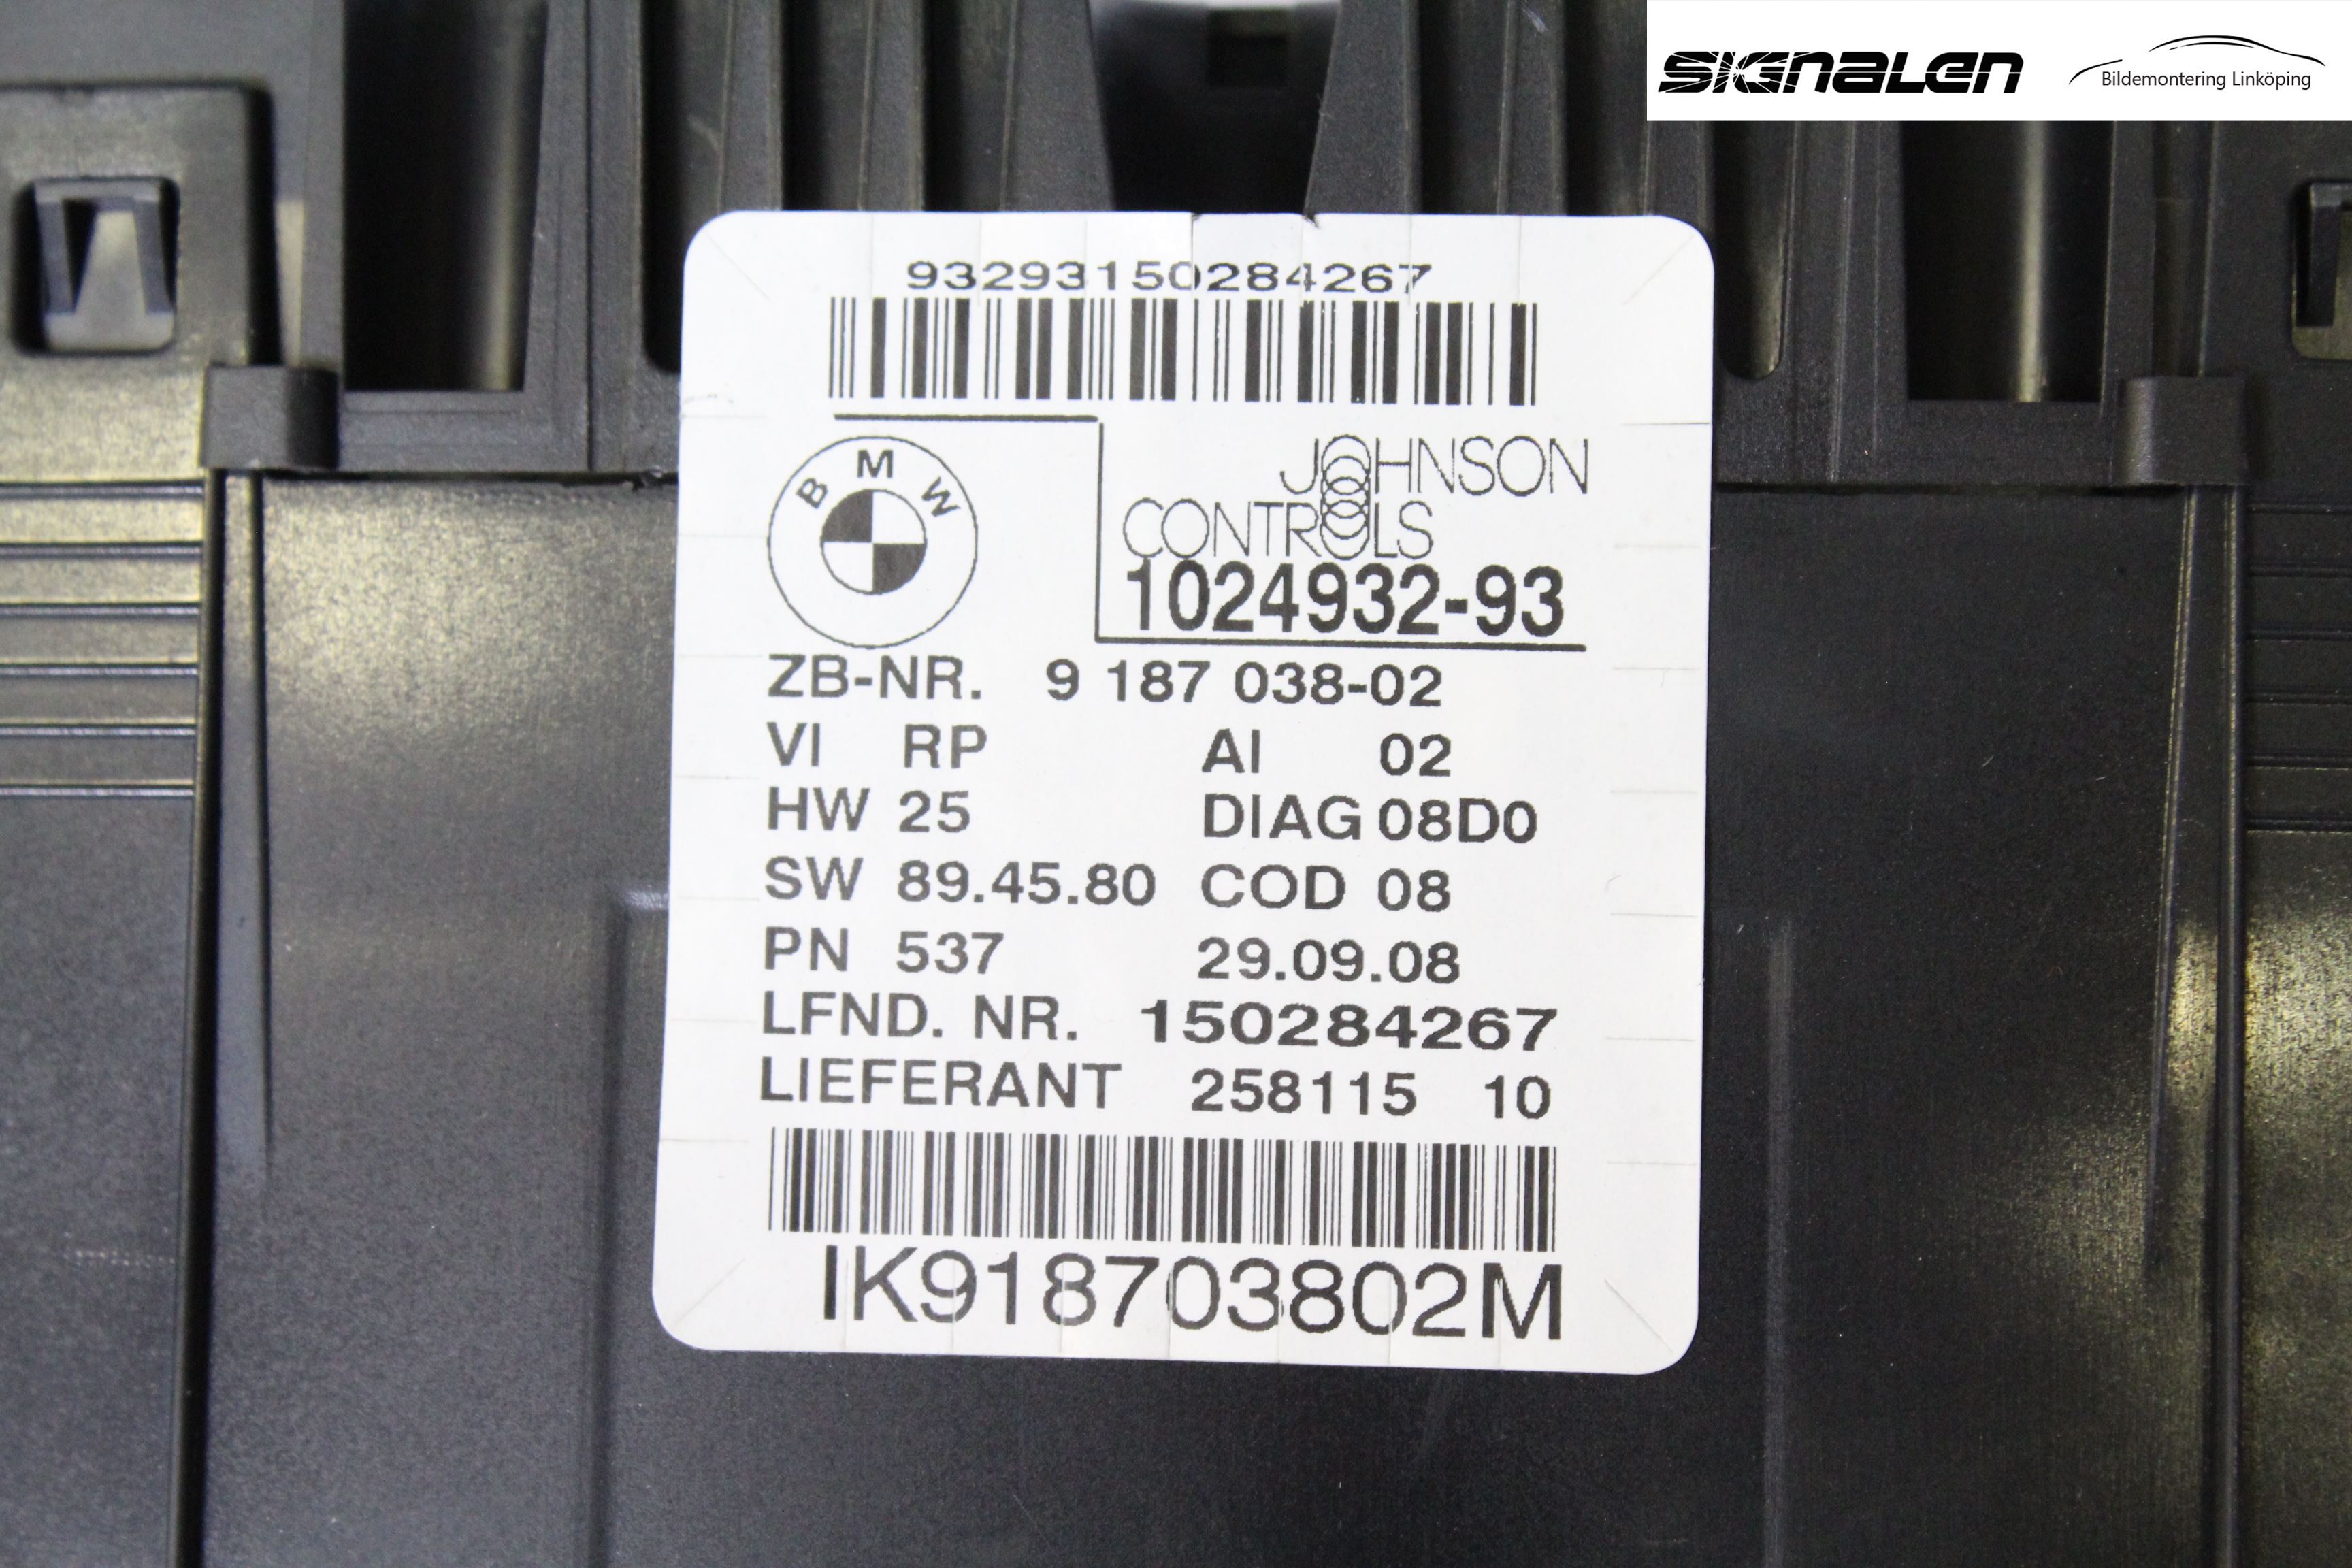 SIGNALEN
Bildemontering Linköping
93293150284267
BMW
JOHNSON
CONTROLS
1024932-93
ZB-NR. 9 187 038-02
VI RP AI 02
HW 25 DIAG 08D0
SW 89.45.80 COD 08
PN 537 29.09.08
LFND. NR. 150284267
LIEFERANT 258115 10
IK918703802M